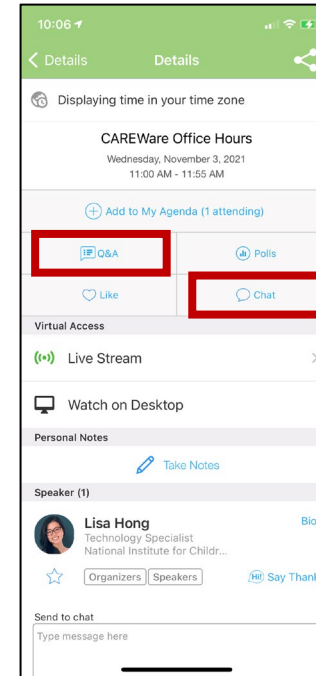 10:06
Details Details
Displaying time in your time zone
CAREWare Office Hours
Wednesday, November 3, 2021
11:00 AM - 11:55 AM
Add to My Agenda (1 attending)
Q&A Polls
Like Chat
Virtual Access
Live Stream
Watch on Desktop
Personal Notes
Take Notes
Speaker (1)
Lisa Hong Bio
Technology Specialist
National Institute for Childr...
Organizers Speakers Hi! Say Thank
Send to chat
Type message here